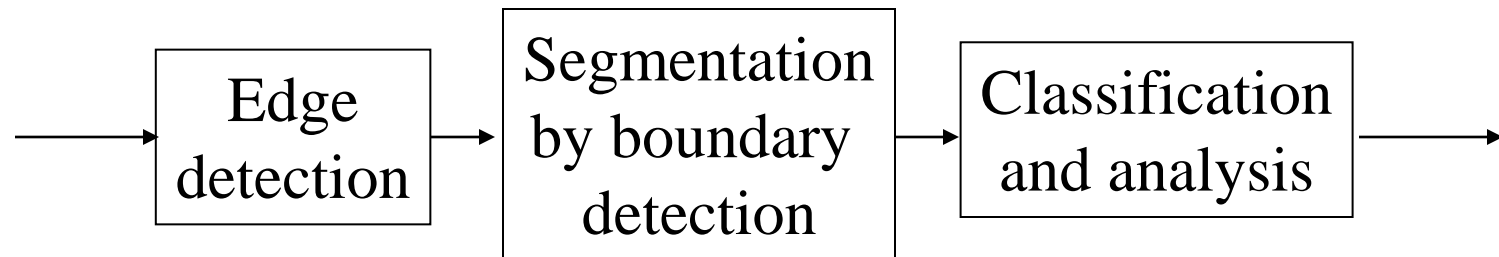 Edge
detection
Segmentation
by boundary
detection
Classification
and analysis